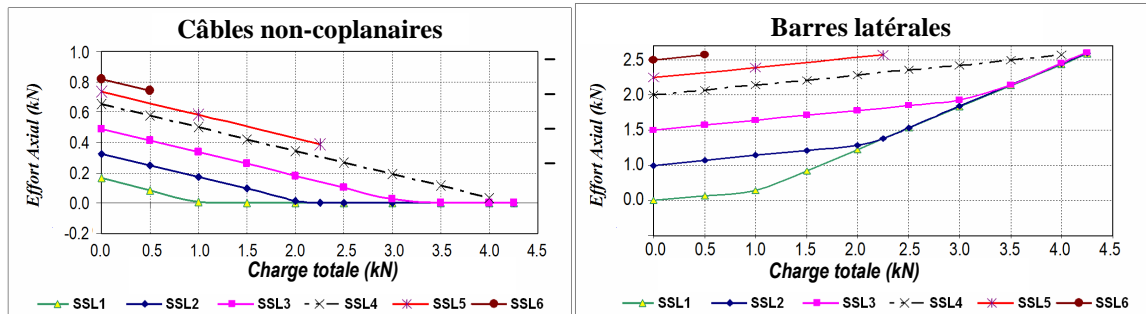 Câbles non-coplanaires
Effort Axial (kN)
1.0
0.8
0.6
0.4
0.2
0.0
-0.2
0.0 0.5 1.0 1.5 2.0 2.5 3.0 3.5 4.0 4.5
Charge totale (kN)
SSL1 SSL2 SSL3 SSL4 SSL5 SSL6
Barres latérales
Effort Axial (kN)
2.5
2.0
1.5
1.0
0.0
0.0 0.5 1.0 1.5 2.0 2.5 3.0 3.5 4.0 4.5
Charge totale (kN)
SSL1 SSL2 SSL3 SSL4 SSL5 SSL6